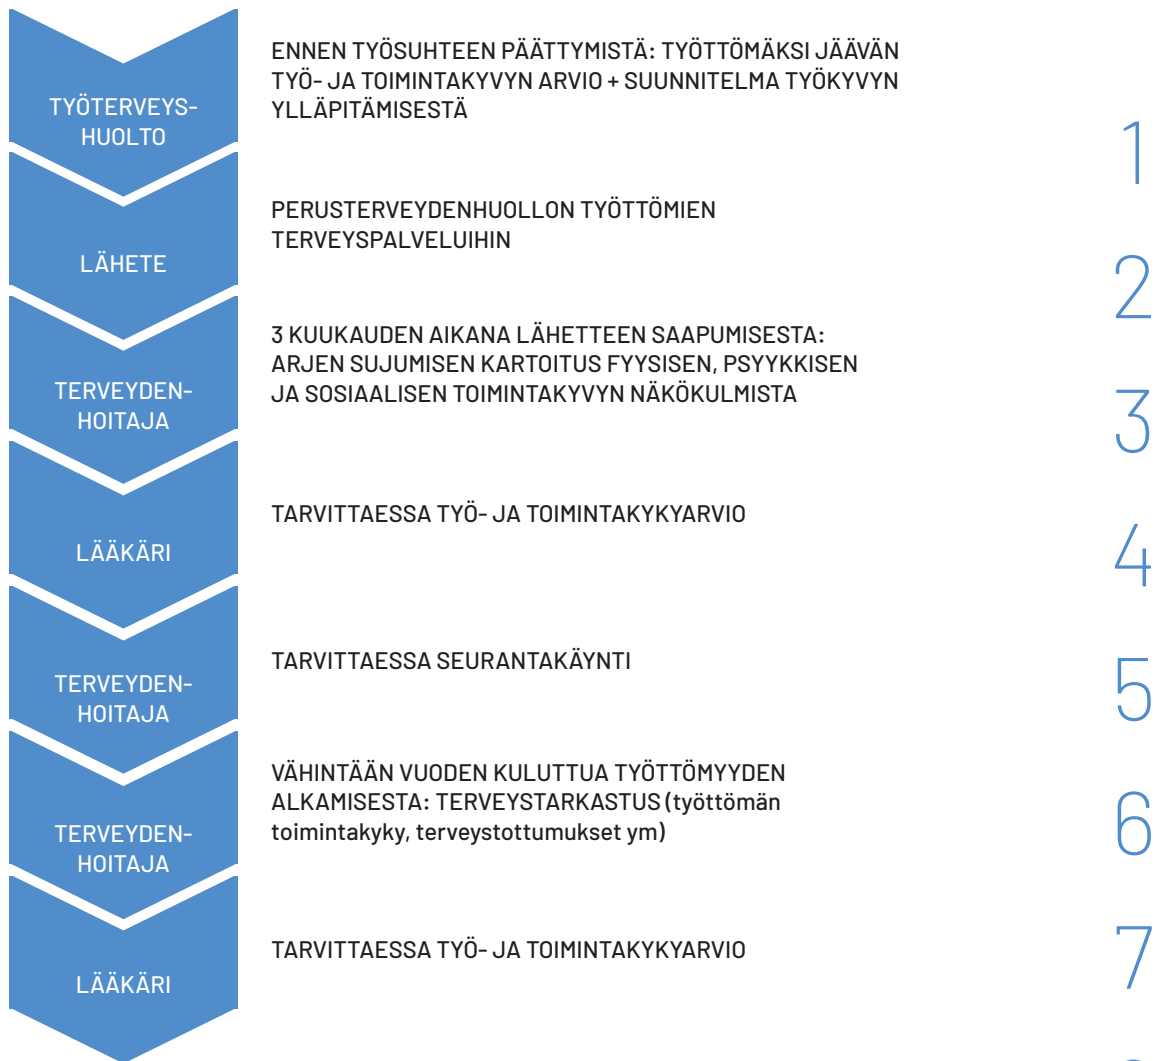 TYÖTERVEYS-
HUOLTO
ENNEN TYÖSUHTEEN PÄÄTTYMISTÄ: TYÖTTÖMÄKSI JÄÄVÄN
TYÖ- JA TOIMINTAKYVYN ARVIO + SUUNNITELMA TYÖKYVYN
YLLÄPITÄMISESTÄ
1
LÄHETE
PERUSTERVEYDENHUOLLON TYÖTTÖMIEN
TERVEYSPALVELUIHIN
2
TERVEYDEN-
HOITAJA
3 KUUKAUDEN AIKANA LÄHETTEEN SAAPUMISESTA:
ARJEN SUJUMISEN KARTOITUS FYYSISEN, PSYYKKISEN
JA SOSIAALISEN TOIMINTAKYVYN NÄKÖKULMISTA
3
LÄÄKÄRI
TARVITTAESSA TYÖ- JA TOIMINTAKYKYARVIO
4
TERVEYDEN-
HOITAJA
TARVITTAESSA SEURANTAKÄYNTI
5
TERVEYDEN-
HOITAJA
VÄHINTÄÄN VUODEN KULUTTUA TYÖTTÖMYYDEN
ALKAMISESTA: TERVEYSTARKASTUS (työttömän
toimintakyky, terveystottumukset ym)
6
LÄÄKÄRI
TARVITTAESSA TYÖ- JA TOIMINTAKYKYARVIO
7